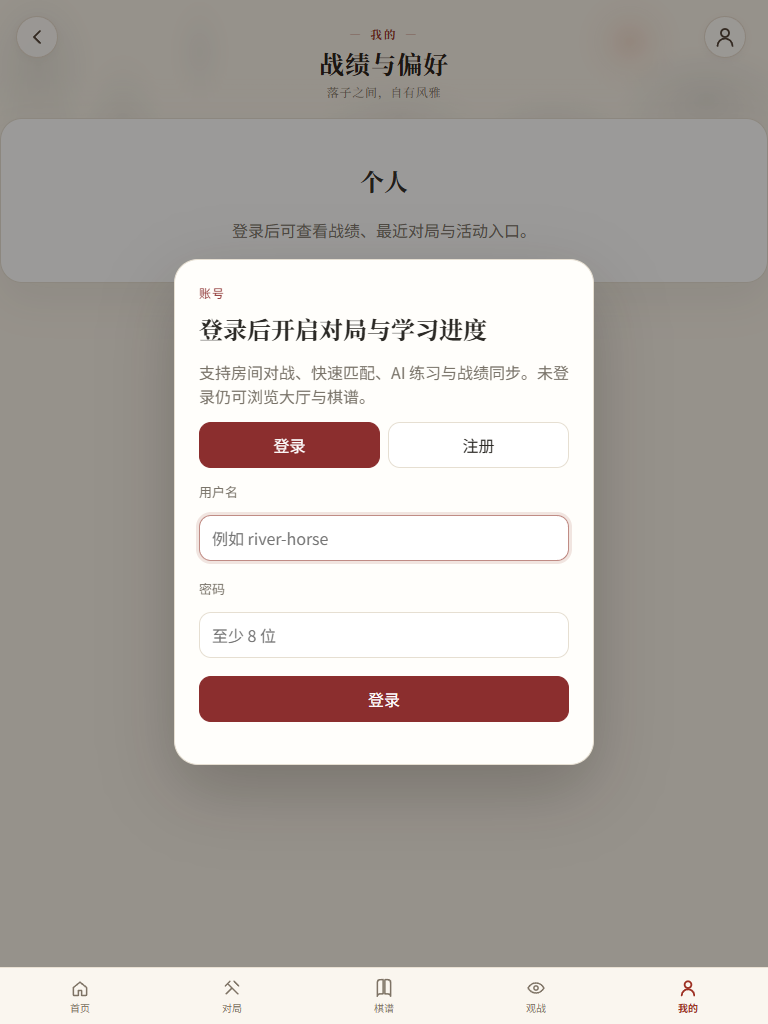 我的
战绩与偏好
落子之间，自有风雅
个人
登录后可查看战绩、最近对局与活动入口。
账号
登录后开启对局与学习进度
支持房间对战、快速匹配、AI 练习与战绩同步。未登
录仍可浏览大厅与棋谱。
登录 注册
用户名
例如 river-horse
密码
至少 8 位
登录
首页 对局 棋谱 观战 我的